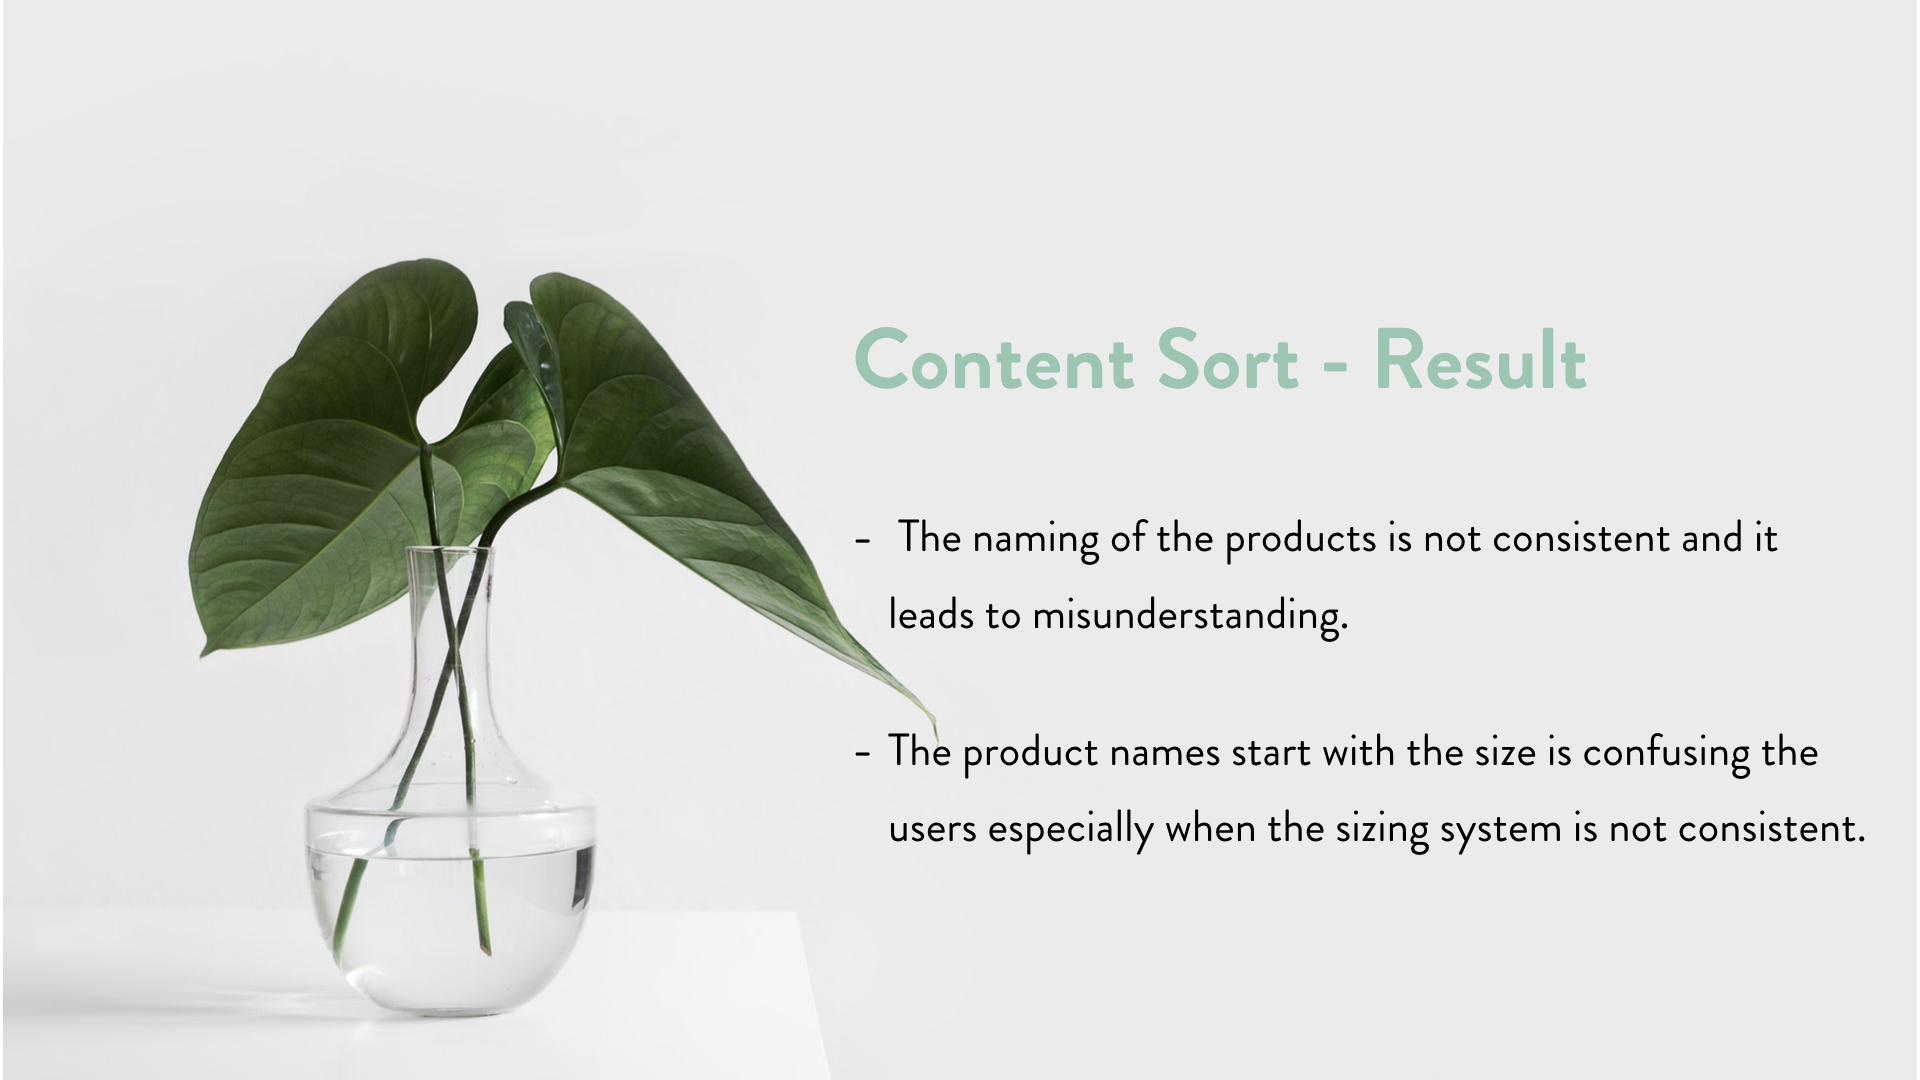 Content Sort - Result
- The naming of the products is not consistent and it
leads to misunderstanding.
- The product names start with the size is confusing the
users especially when the sizing system is not consistent.